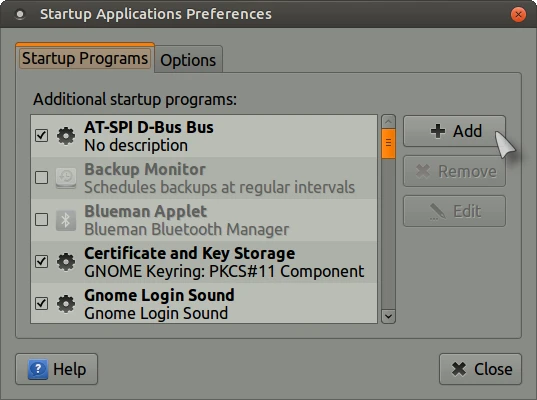 Startup Applications Preferences
Startup Programs
Options
Additional startup programs:
AT-SPI D-Bus Bus
No description
Backup Monitor
Schedules backups at regular intervals
Blueman Applet
Blueman Bluetooth Manager
Certificate and Key Storage
GNOME Keyring: PKCS#11 Component
Gnome Login Sound
Gnome Login Sound
Add
Remove
Edit
Help
Close